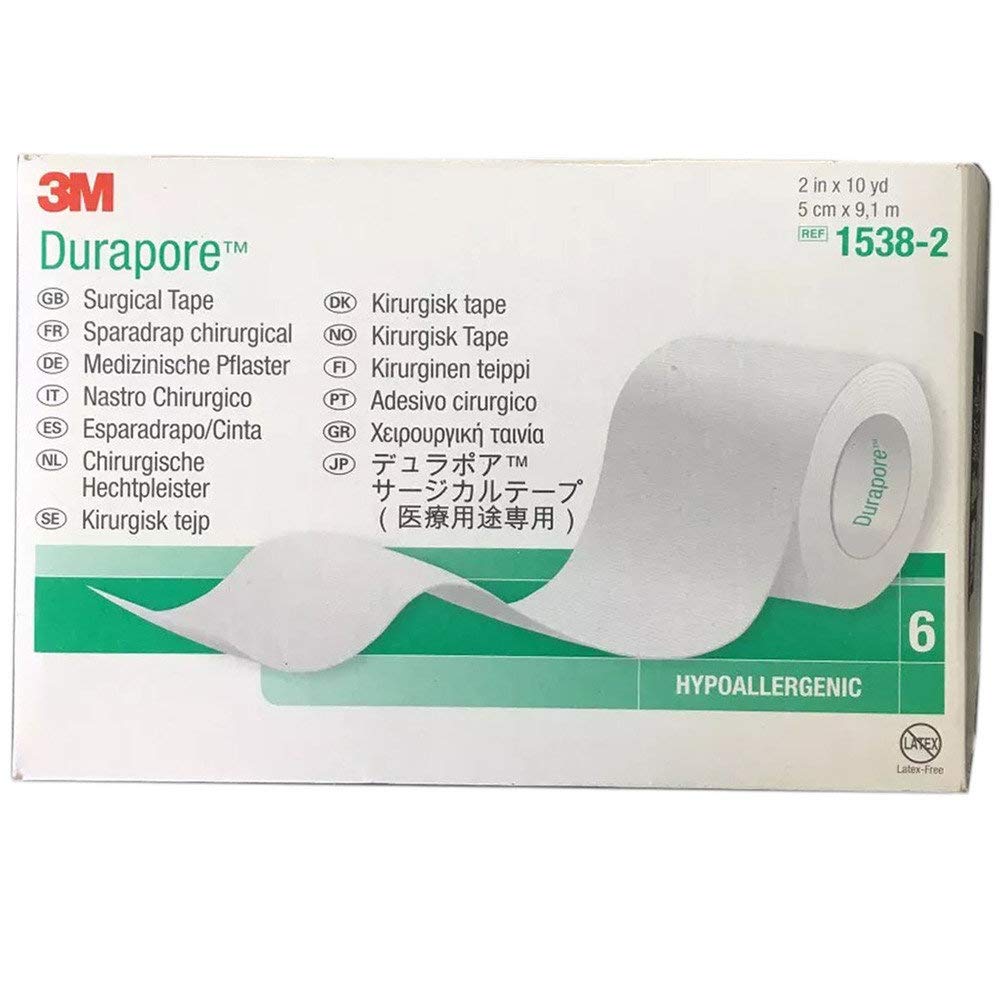 3M
Durapore™
2 in x 10 yd
5 cm x 9,1 m
REF 1538-2
GB Surgical Tape
FR Sparadrap chirurgical
DE Medizinische Pflaster
IT Nastro Chirurgico
ES Esparadrapo/Cinta
NL Chirurgische
Hechtpleister
SE Kirurgisk tejp
DK Kirurgisk tape
NO Kirurgisk Tape
FI Kirurginen teippi
PT Adesivo cirurgico
GR Χειρουργική ταινία
JP デュラポア™
サージカルテープ
(医療用途専用)
Durapore™
6
HYPOALLERGENIC
LATEX
Latex-Free